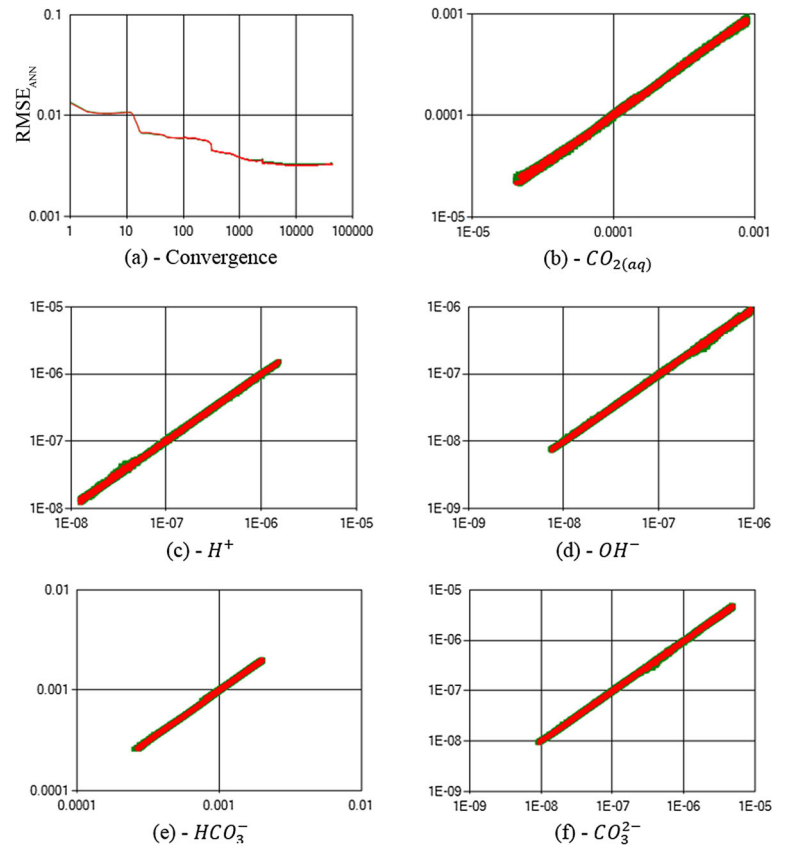 0.1
0.01
0.001
RMSE_ANN
1 10 100 1000 10000 100000
(a) - Convergence
0.001
0.0001
1E-05
1E-05 0.0001 0.001
(b) - CO₂₍aq₎
1E-05
1E-06
1E-07
1E-08
1E-08 1E-07 1E-06 1E-05
(c) - H⁺
1E-06
1E-07
1E-08
1E-09
1E-09 1E-08 1E-07 1E-06
(d) - OH⁻
0.01
0.001
0.0001
0.0001 0.001 0.01
(e) - HCO₃⁻
1E-05
1E-06
1E-07
1E-08
1E-09
1E-09 1E-08 1E-07 1E-06 1E-05
(f) - CO₃²⁻